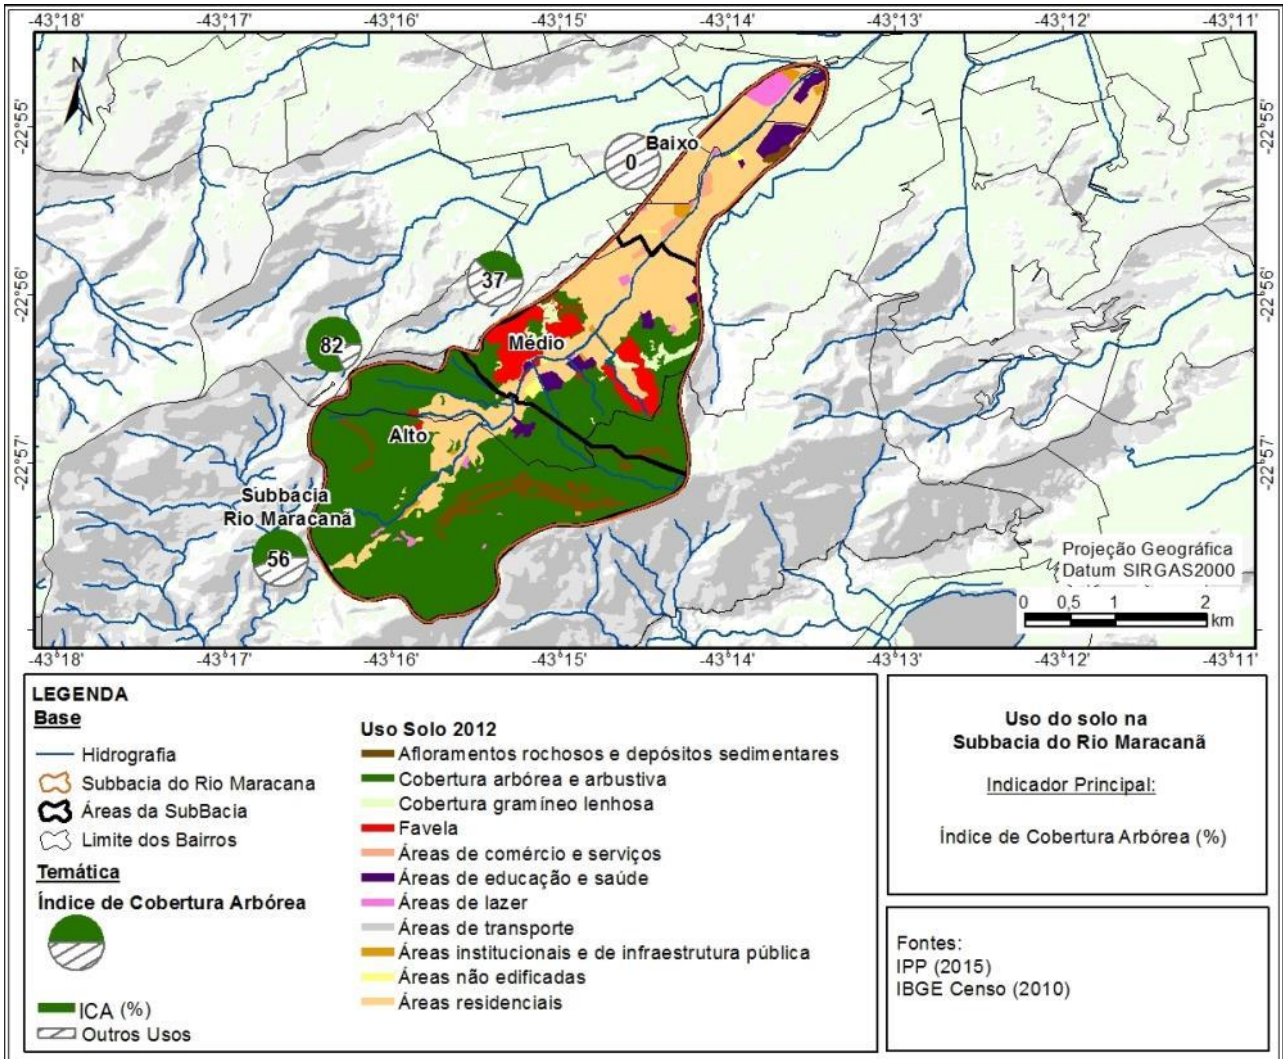 -43°18' -43°17' -43°16' -43°15' -43°14' -43°13' -43°12' -43°11'
N
-22°55' -22°55'
Baixo
0
-22°56' -22°56'
37
82
Médio
Alto
-22°57' -22°57'
Subbacia
Rio Maracanã
56
Projeção Geográfica
Datum SIRGAS2000
0 0,5 1 2
km
-43°18' -43°17' -43°16' -43°15' -43°14' -43°13' -43°12' -43°11'
LEGENDA
Base
Hidrografia
Subbacia do Rio Maracana
Áreas da SubBacia
Limite dos Bairros
Temática
Índice de Cobertura Arbórea
ICA (%)
Outros Usos
Uso Solo 2012
Afloramentos rochosos e depósitos sedimentares
Cobertura arbórea e arbustiva
Cobertura gramíneo lenhosa
Favela
Áreas de comércio e serviços
Áreas de educação e saúde
Áreas de lazer
Áreas de transporte
Áreas institucionais e de infraestrutura pública
Áreas não edificadas
Áreas residenciais
Uso do solo na
Subbacia do Rio Maracanã
Indicador Principal:
Índice de Cobertura Arbórea (%)
Fontes:
IPP (2015)
IBGE Censo (2010)